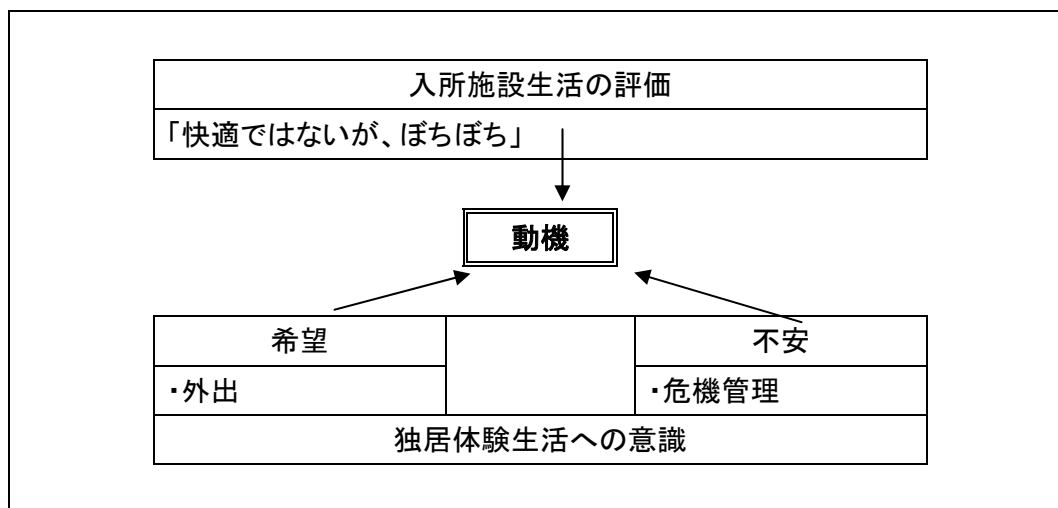 入所施設生活の評価
「快適ではないが、ぼちぼち」
動機
希望
不安
・外出
・危機管理
独居体験生活への意識